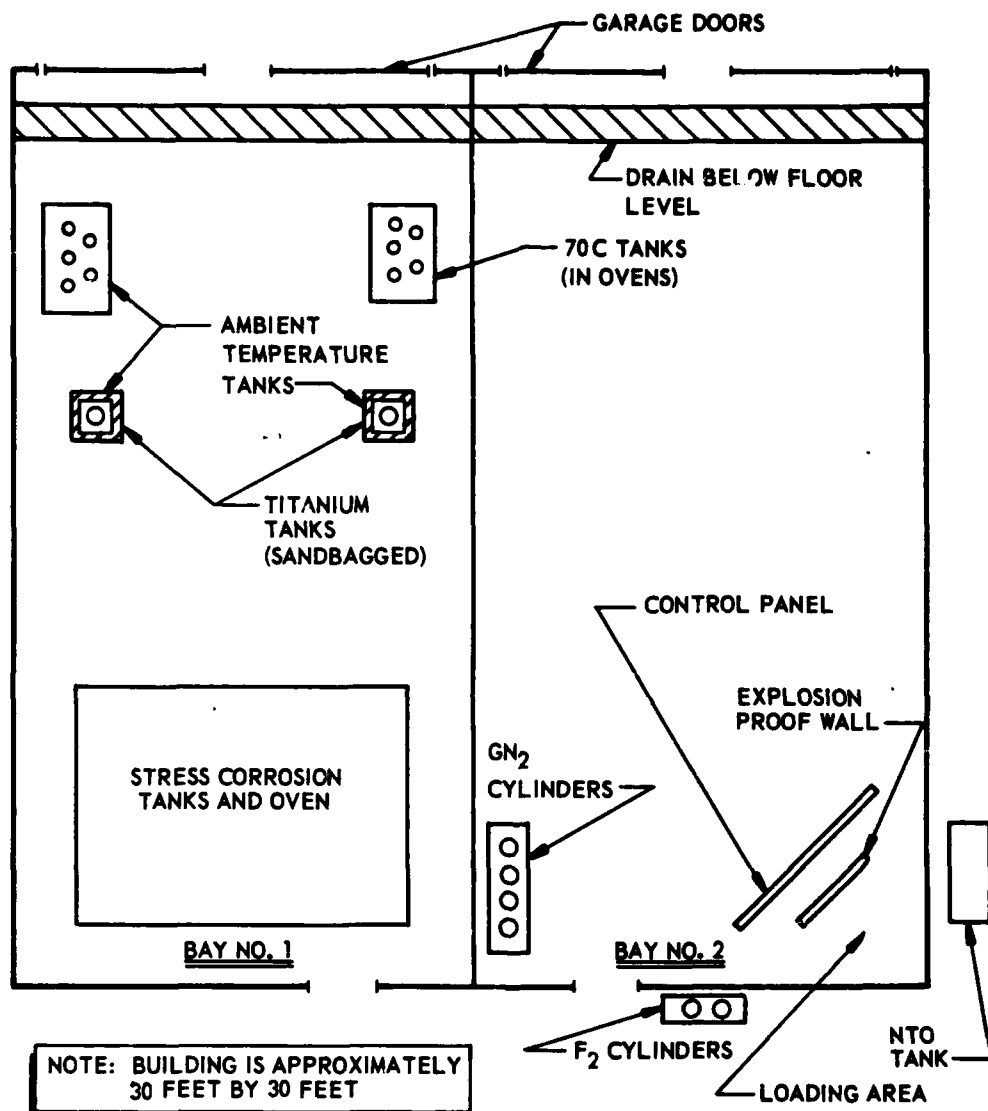 GARAGE DOORS
DRAIN BELOW FLOOR
LEVEL
70C TANKS
(IN OVENS)
AMBIENT
TEMPERATURE
TANKS
TITANIUM
TANKS
(SANDBAGGED)
CONTROL PANEL
EXPLOSION
PROOF WALL
GN2
CYLINDERS
STRESS CORROSION
TANKS AND OVEN
BAY NO. 1
BAY NO. 2
F2 CYLINDERS
NTO
TANK
LOADING AREA
NOTE: BUILDING IS APPROXIMATELY
30 FEET BY 30 FEET